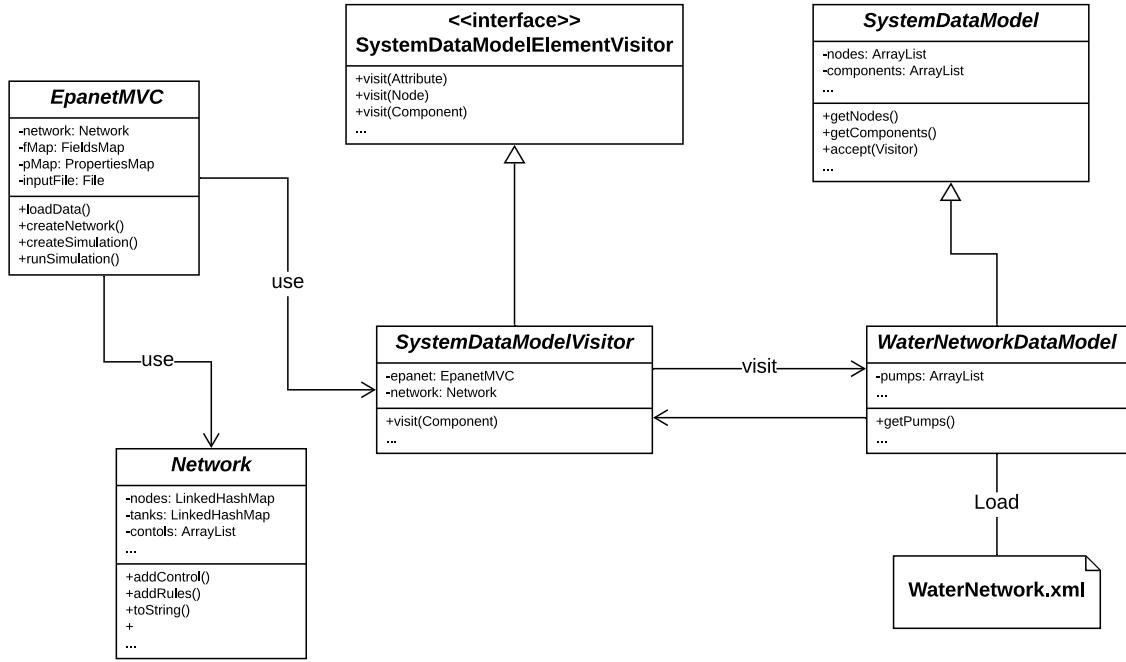 <<interface>>
SystemDataModelElementVisitor
+visit(Attribute)
+visit(Node)
+visit(Component)
...
SystemDataModel
-nodes: ArrayList
-components: ArrayList
...
+getNodes()
+getComponents()
+accept(Visitor)
...
EpanetMVC
-network: Network
-fMap: FieldsMap
-pMap: PropertiesMap
-inputFile: File
+loadData()
+createNetwork()
+createSimulation()
+runSimulation()
use
use
SystemDataModelVisitor
-epanet: EpanetMVC
-network: Network
+visit(Component)
...
visit
WaterNetworkDataModel
-pumps: ArrayList
...
+getPumps()
...
Network
-nodes: LinkedHashMap
-tanks: LinkedHashMap
-contols: ArrayList
...
+addControl()
+addRules()
+toString()
+
...
Load
WaterNetwork.xml